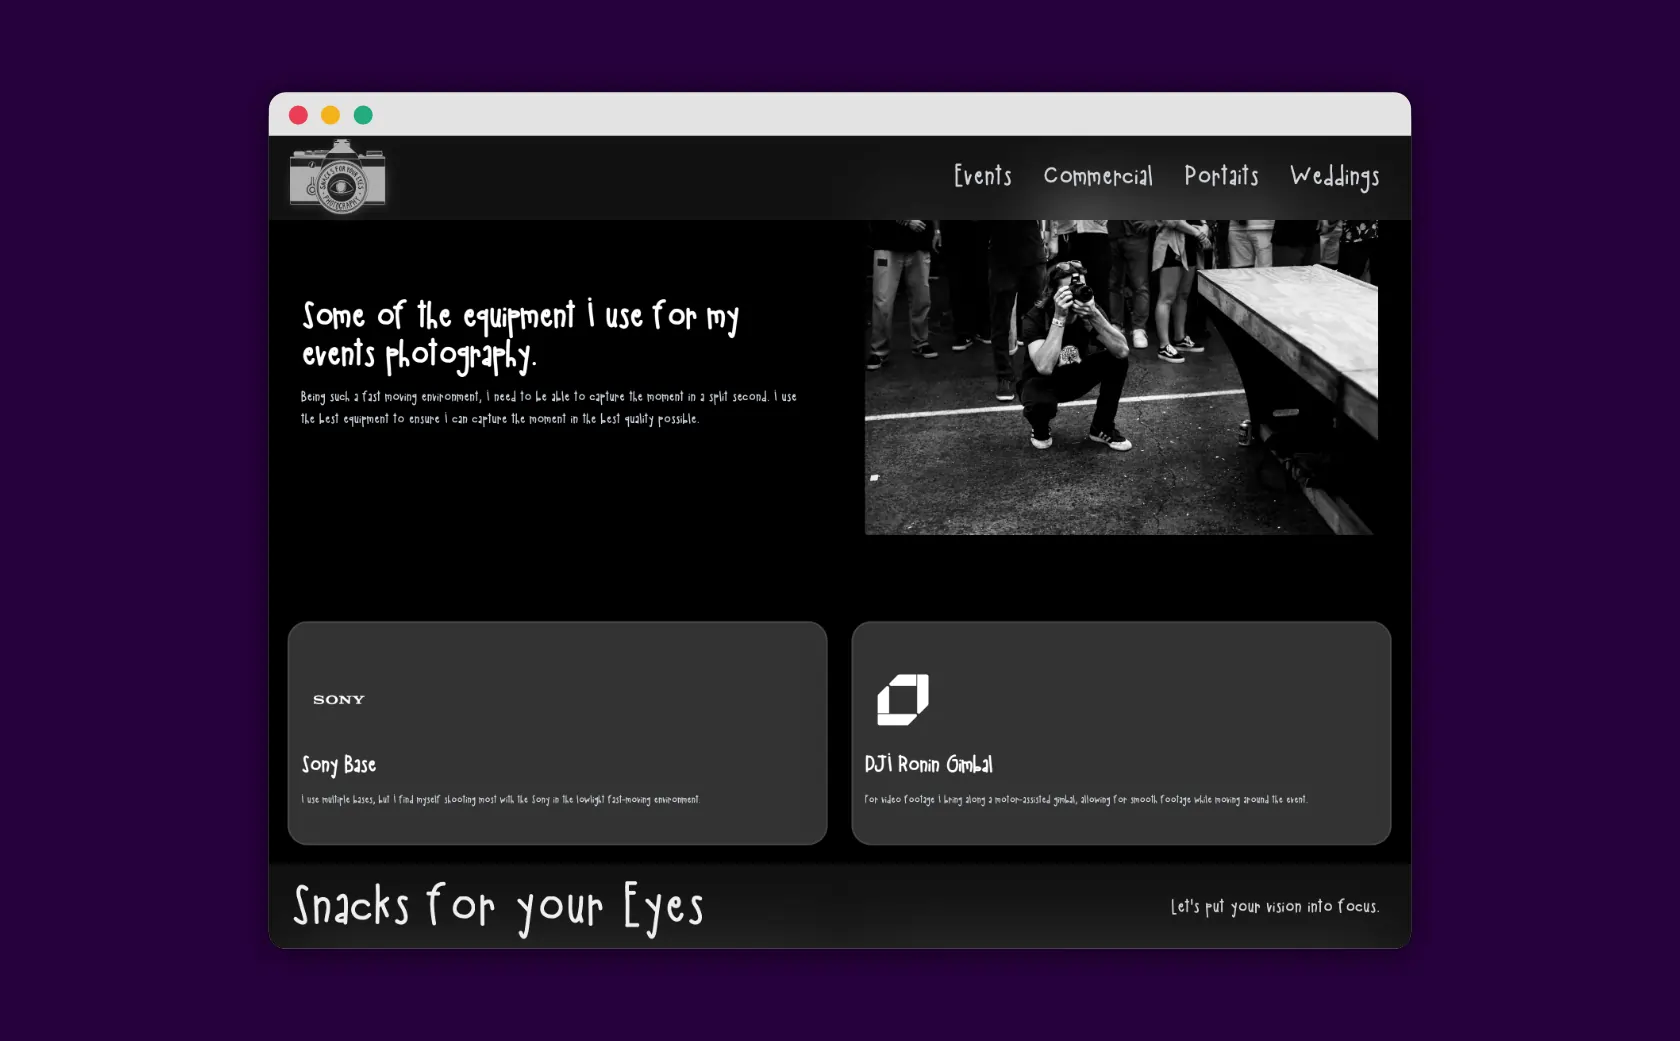 SNACKS FOR YOUR EYES
PHOTOGRAPHY
Events Commercial Portaits Weddings
Some of the equipment I use for my
events photography.
Being such a fast moving environment, I need to be able to capture the moment in a split second. I use
the best equipment to ensure I can capture the moment in the best quality possible.
SONY
Sony Base
I use multiple bases, but I find myself shooting most with the Sony in the lowlight fast-moving environment.
DJI Ronin Gimbal
For video footage I bring along a motor-assisted gimbal, allowing for smooth footage while moving around the event.
Snacks for your Eyes
Let's put your vision into focus.